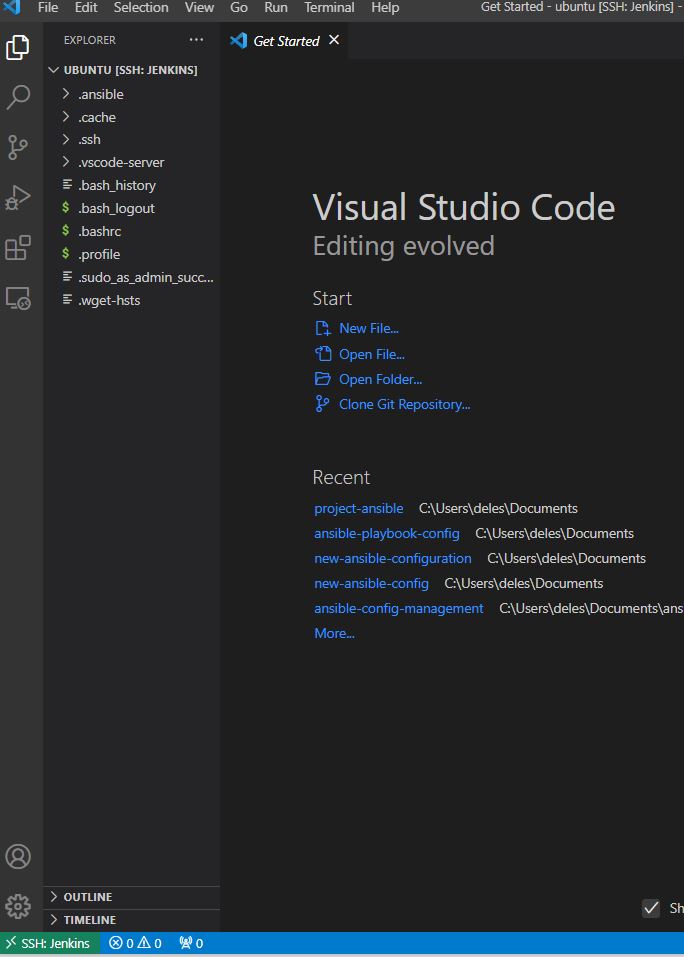 File Edit Selection View Go Run Terminal Help Get Started - ubuntu [SSH: Jenkins] -
EXPLORER ...
Get Started
UBUNTU [SSH: JENKINS]
.ansible
.cache
.ssh
.vscode-server
.bash_history
$ .bash_logout
$ .bashrc
$ .profile
.sudo_as_admin_succ...
.wget-hsts
Visual Studio Code
Editing evolved
Start
New File...
Open File...
Open Folder...
Clone Git Repository...
Recent
project-ansible C:\Users\deles\Documents
ansible-playbook-config C:\Users\deles\Documents
new-ansible-configuration C:\Users\deles\Documents
new-ansible-config C:\Users\deles\Documents
ansible-config-management C:\Users\deles\Documents\ans
More...
OUTLINE
Sh
TIMELINE
SSH: Jenkins 0 0 0